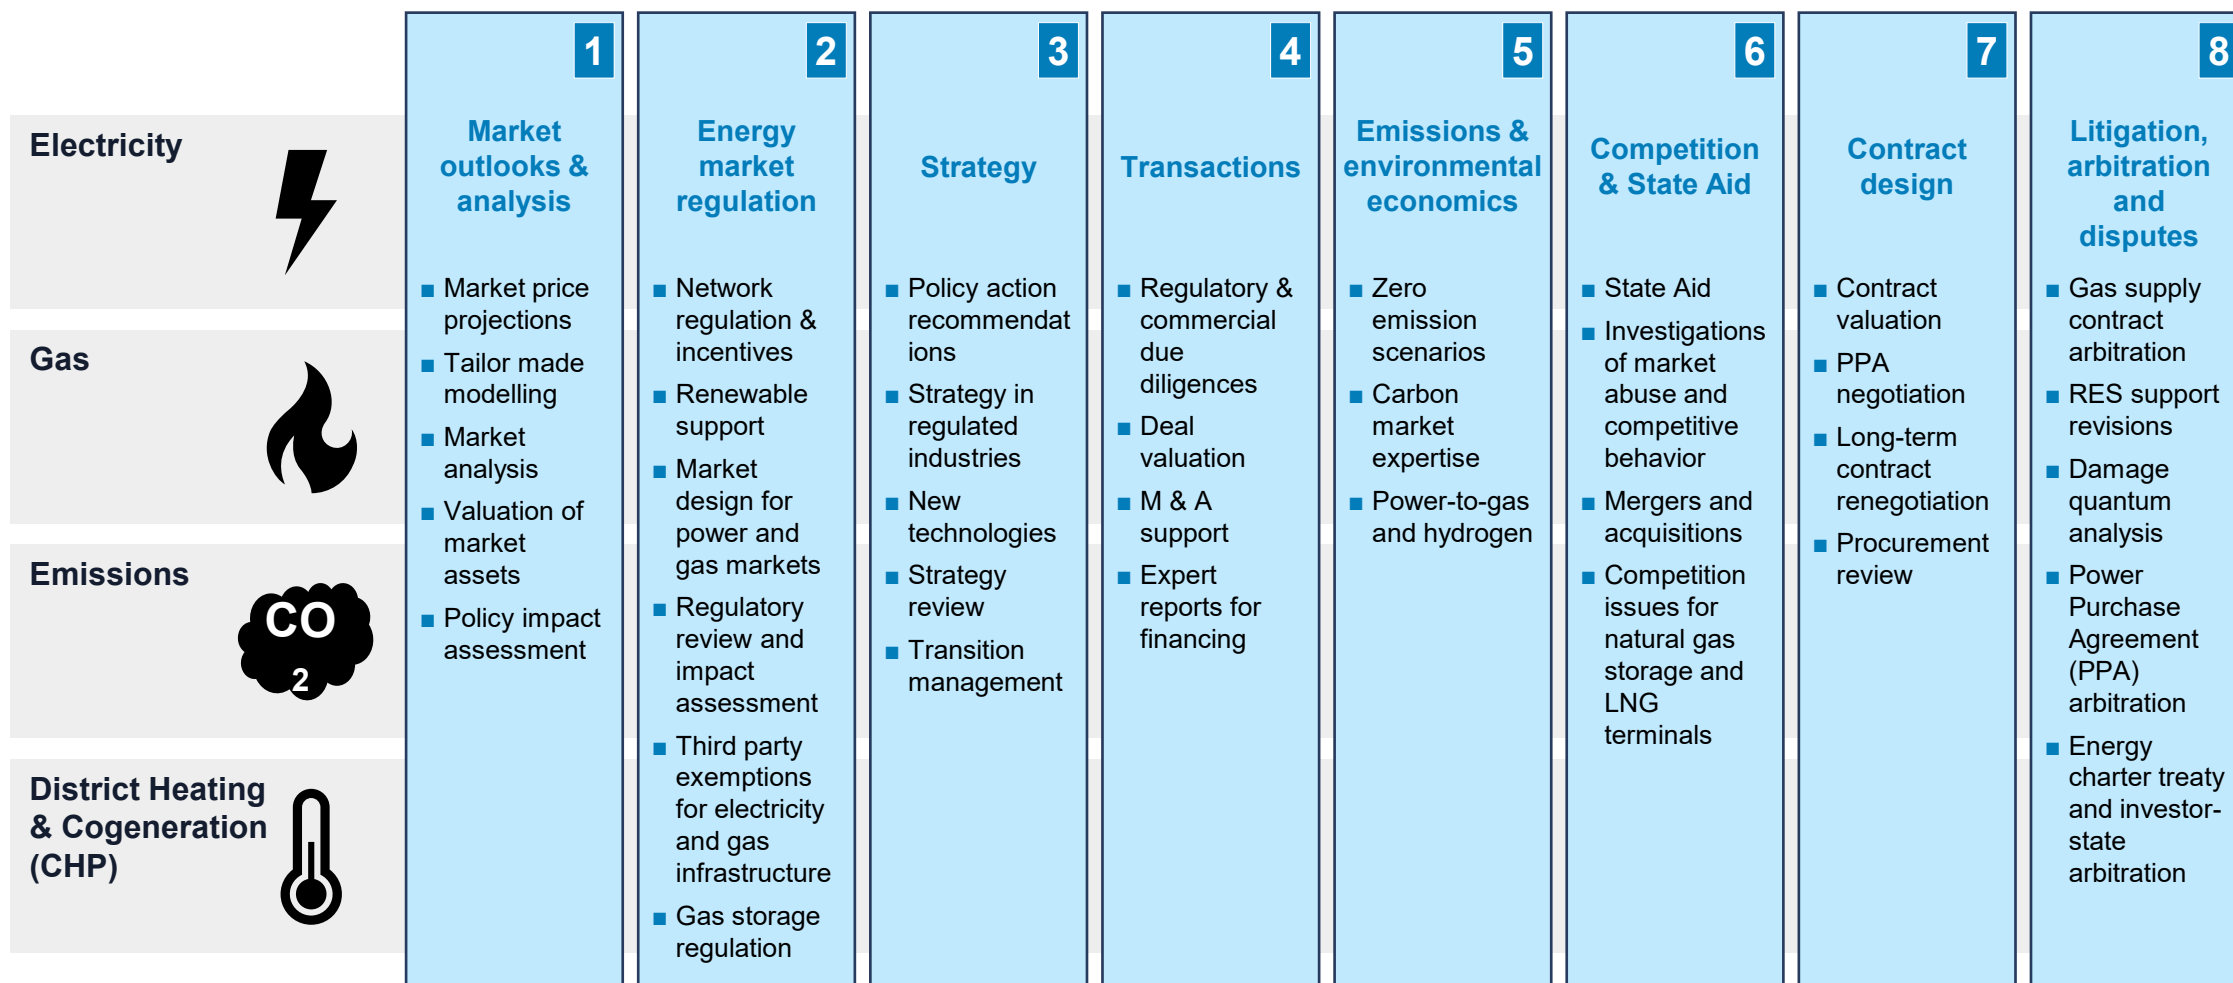 Electricity
Gas
Emissions
CO
2
District Heating
& Cogeneration
(CHP)
1
Market
outlooks &
analysis
■ Market price
projections
■ Tailor made
modelling
■ Market
analysis
■ Valuation of
market
assets
■ Policy impact
assessment
2
Energy
market
regulation
■ Network
regulation &
incentives
■ Renewable
support
■ Market
design for
power and
gas markets
■ Regulatory
review and
impact
assessment
■ Third party
exemptions
for electricity
and gas
infrastructure
■ Gas storage
regulation
3
Strategy
■ Policy action
recommendat
ions
■ Strategy in
regulated
industries
■ New
technologies
■ Strategy
review
■ Transition
management
4
Transactions
■ Regulatory &
commercial
due
diligences
■ Deal
valuation
■ M & A
support
■ Expert
reports for
financing
5
Emissions &
environmental
economics
■ Zero
emission
scenarios
■ Carbon
market
expertise
■ Power-to-gas
and hydrogen
6
Competition
& State Aid
■ State Aid
■ Investigations
of market
abuse and
competitive
behavior
■ Mergers and
acquisitions
■ Competition
issues for
natural gas
storage and
LNG
terminals
7
Contract
design
■ Contract
valuation
■ PPA
negotiation
■ Long-term
contract
renegotiation
■ Procurement
review
8
Litigation,
arbitration
and
disputes
■ Gas supply
contract
arbitration
■ RES support
revisions
■ Damage
quantum
analysis
■ Power
Purchase
Agreement
(PPA)
arbitration
■ Energy
charter treaty
and investor-
state
arbitration